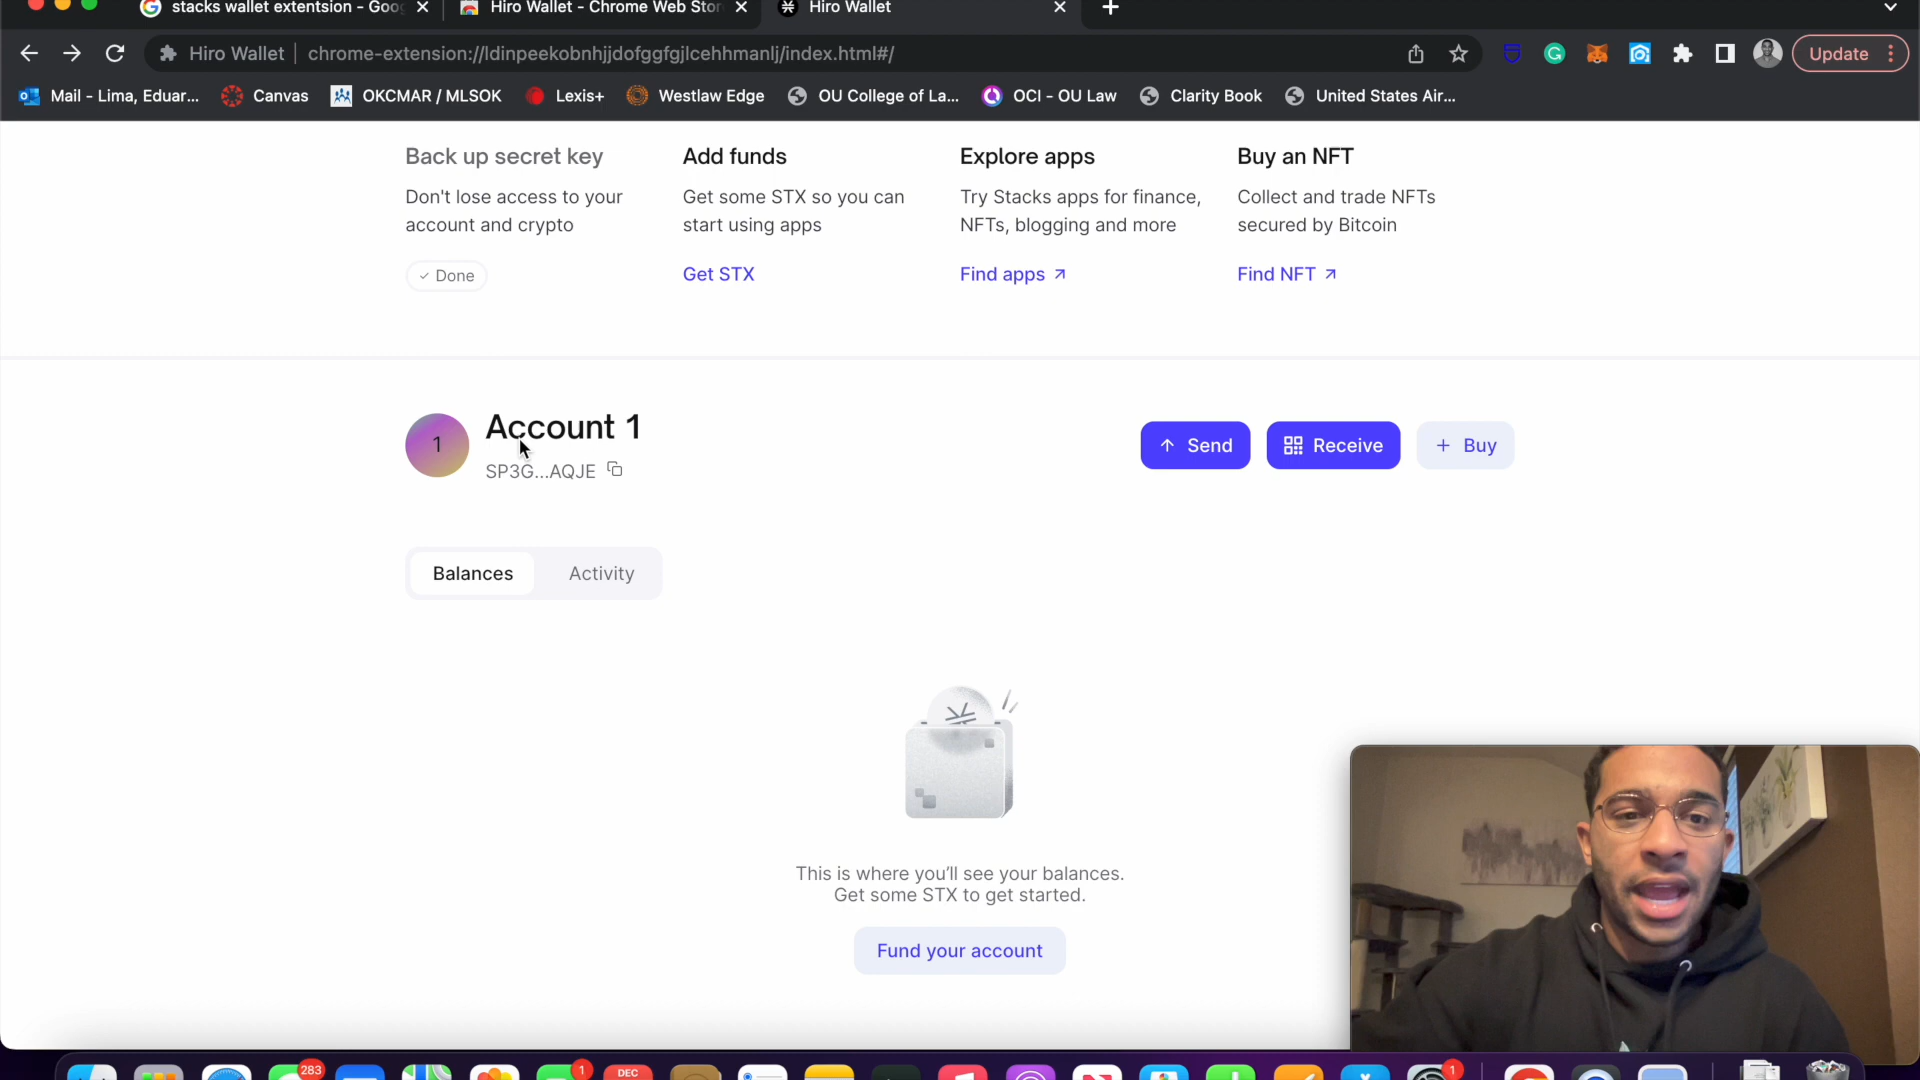 stacks wallet extentsion - Goo
Hiro Wallet - Chrome Web Stor
Hiro Wallet
Hiro Wallet
chrome-extension://ldinpeekobnhjjdofggfgjlcehhmanlj/index.html#/
Update
Mail - Lima, Eduar...
Canvas
OKCMAR / MLSOK
Lexis+
Westlaw Edge
OU College of La...
OCI - OU Law
Clarity Book
United States Air...
Back up secret key
Don't lose access to your
account and crypto
Done
Add funds
Get some STX so you can
start using apps
Get STX
Explore apps
Try Stacks apps for finance,
NFTs, blogging and more
Find apps
Buy an NFT
Collect and trade NFTs
secured by Bitcoin
Find NFT
1
Account 1
SP3G...AQJE
Send
Receive
Buy
Balances
Activity
This is where you’ll see your balances.
Get some STX to get started.
Fund your account
283
1
DEC
1